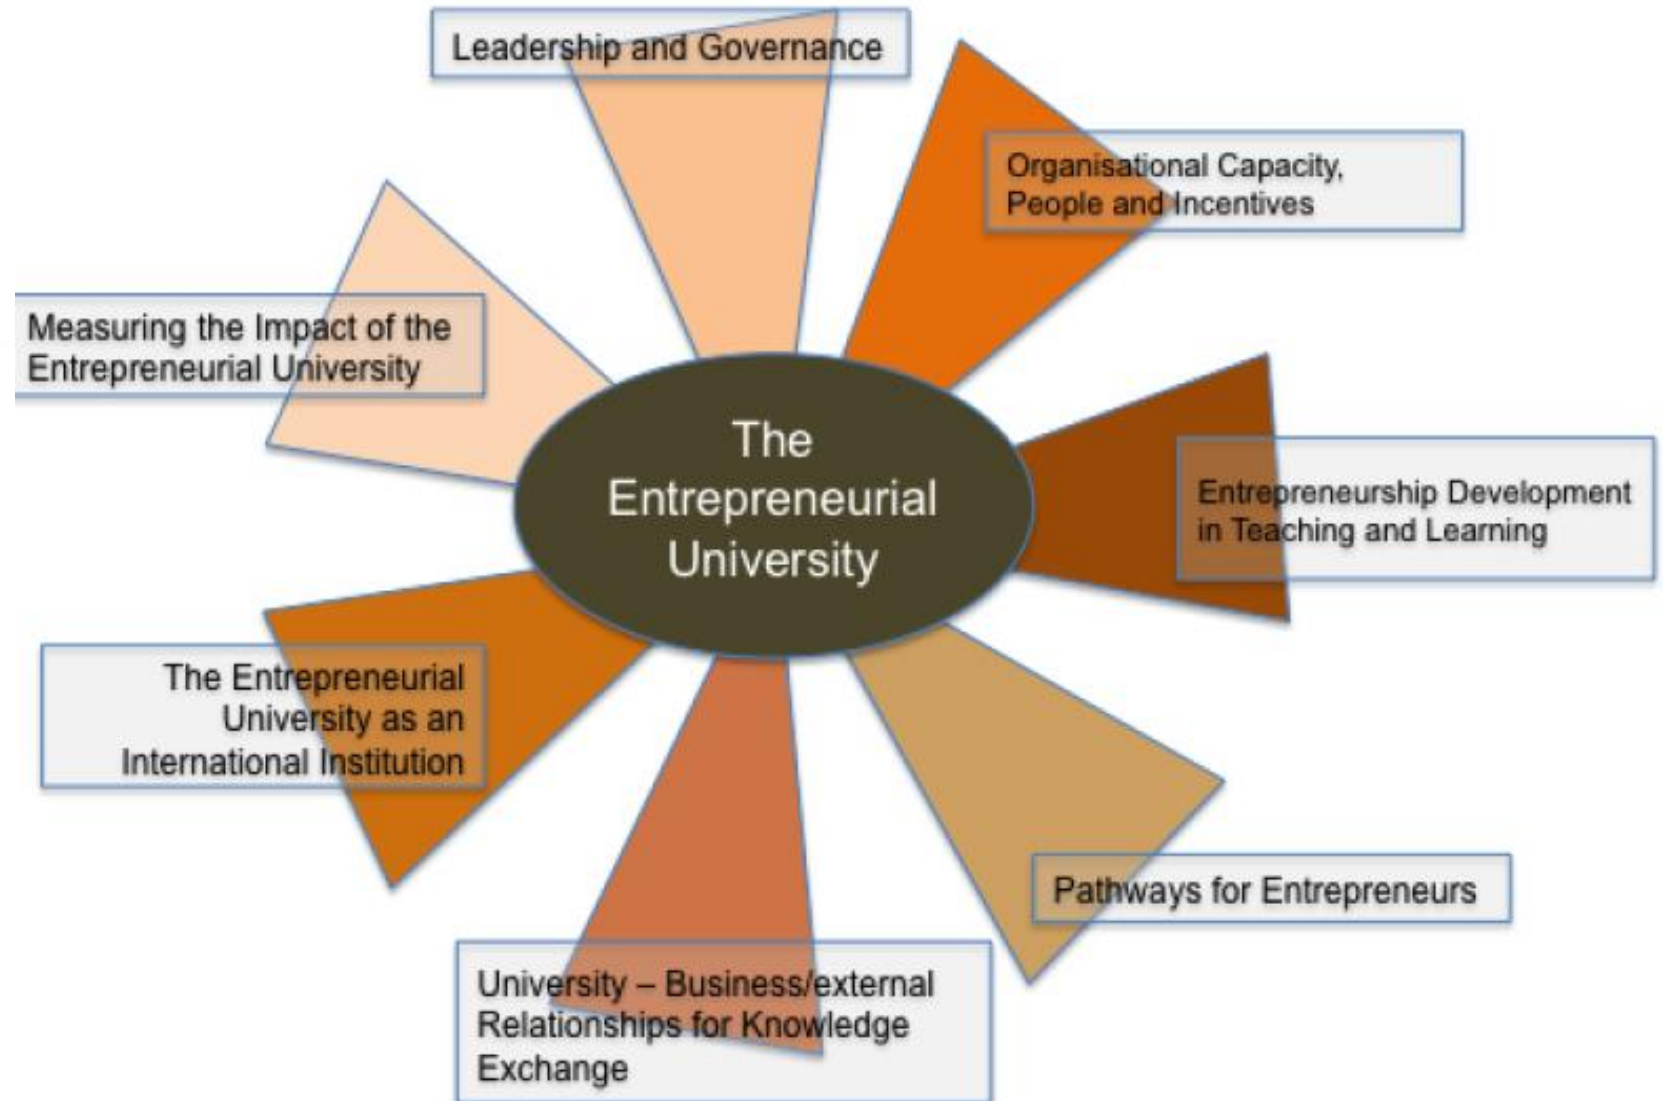 Leadership and Governance
Organisational Capacity,
People and Incentives
Measuring the Impact of the
Entrepreneurial University
The
Entrepreneurial
University
Entrepreneurship Development
in Teaching and Learning
The Entrepreneurial
University as an
International Institution
Pathways for Entrepreneurs
University – Business/external
Relationships for Knowledge
Exchange